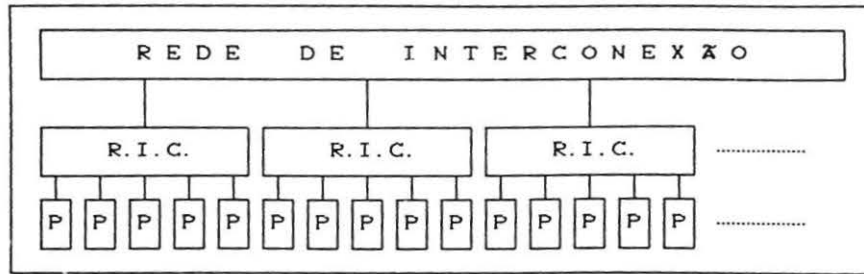 REDE DE INTERCONEXÃO
R.I.C. R.I.C. R.I.C. ............
P P P P P P P P P P P P P P P ............